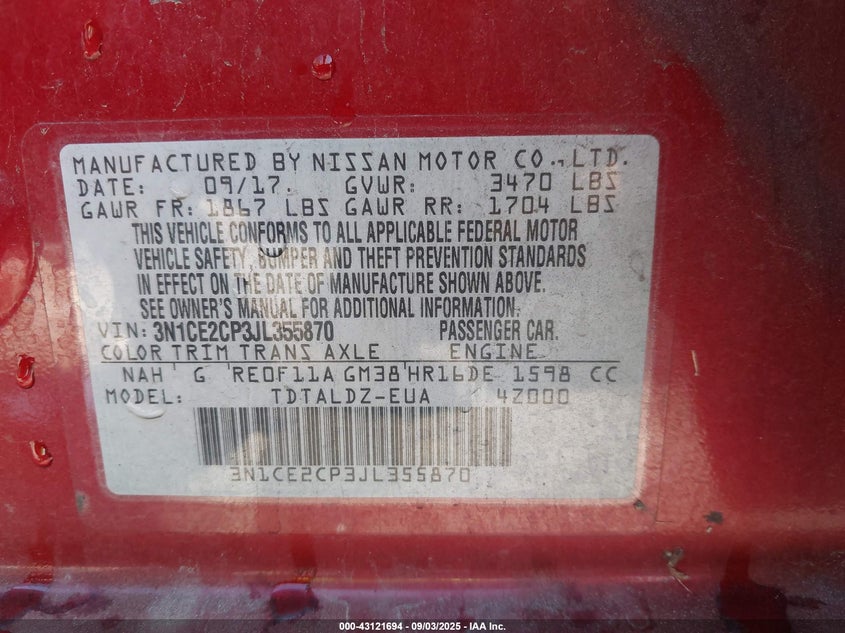 MANUFACTURED BY NISSAN MOTOR CO.,LTD.
DATE: 09/17. GVWR: 3470 LBS
GAWR FR: 1867 LBS GAWR RR: 1704 LBS
THIS VEHICLE CONFORMS TO ALL APPLICABLE FEDERAL MOTOR
VEHICLE SAFETY, BUMPER AND THEFT PREVENTION STANDARDS
IN EFFECT ON THE DATE OF MANUFACTURE SHOWN ABOVE.
SEE OWNER'S MANUAL FOR ADDITIONAL INFORMATION.
VIN: 3N1CE2CP3JL355870 PASSENGER CAR.
COLOR TRIM TRANS AXLE ENGINE
NAH G RE0F11A GM38 HR16DE 1598 CC
MODEL: TDTALDZ-EUA 4Z000
3N1CE2CP3JL355870
000-43121694 - 09/03/2025 - IAA Inc.